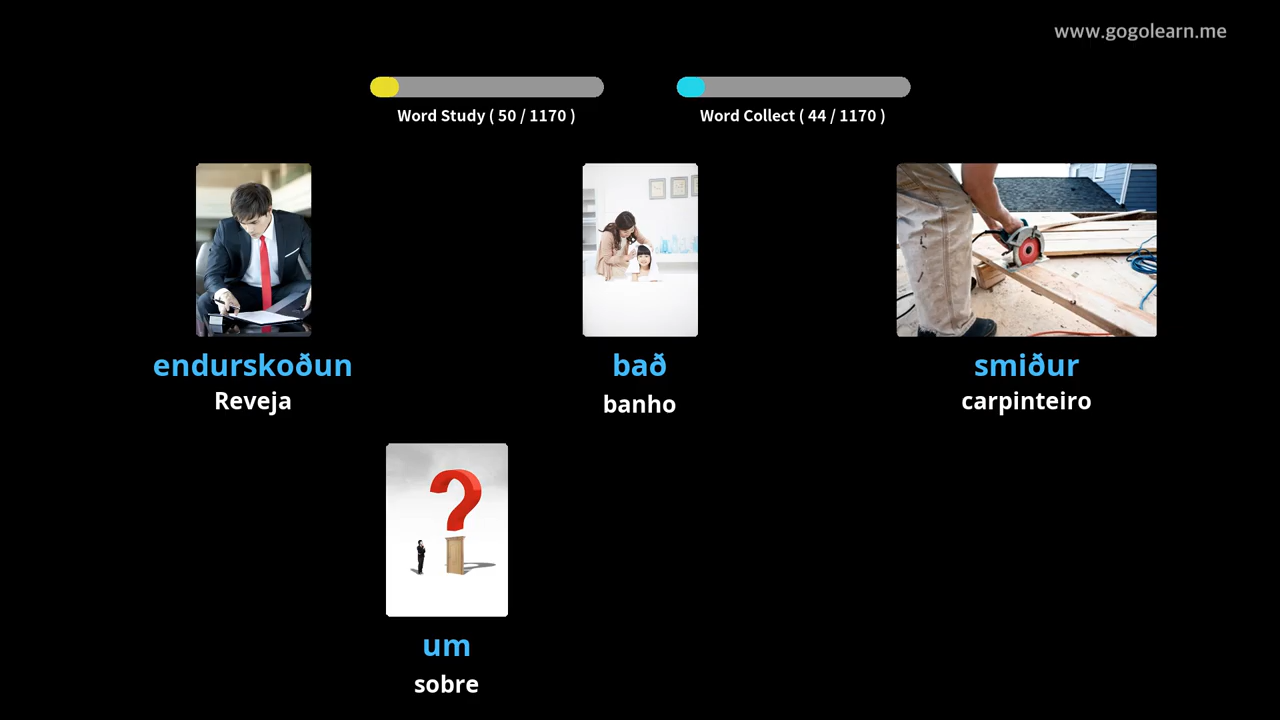 www.gogolearn.me
Word Study ( 50 / 1170 )
Word Collect ( 44 / 1170 )
endurskoðun
Reveja
bað
banho
smiður
carpinteiro
um
sobre